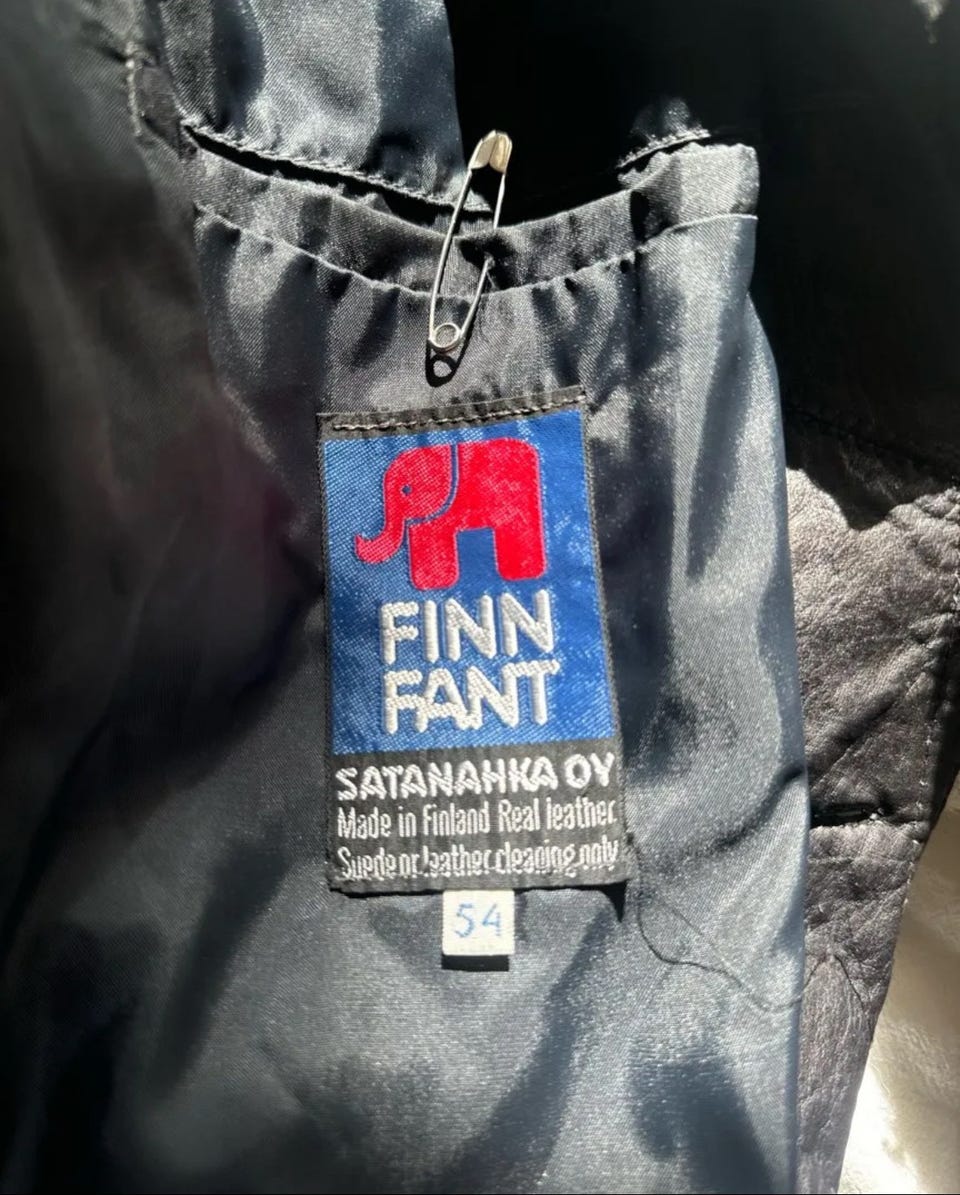 FINN
FANT
SATANAHKA OY
Made in Finland Real leather.
Suede or leather cleaning only
54